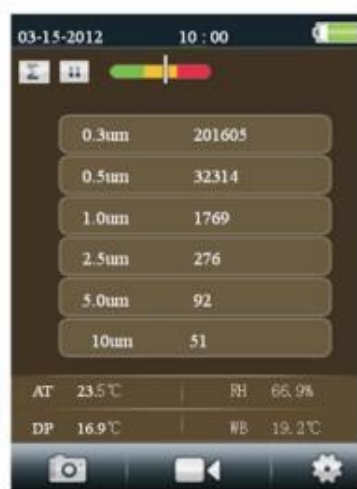 03-15-2012 10 : 00
Σ
0.3um 201605
0.5um 32314
1.0um 1769
2.5um 276
5.0um 92
10um 51
AT 23.5℃ RH 66.9%
DP 16.9℃ WB 19.2℃